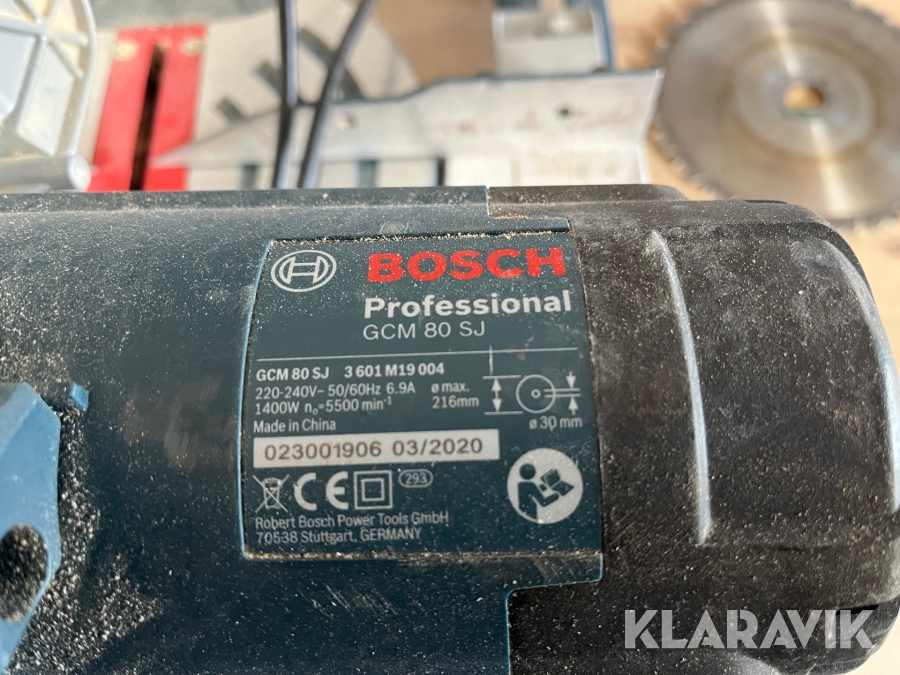 BOSCH
Professional
GCM 80 SJ
GCM 80 SJ 3 601 M19 004
220-240V~ 50/60Hz 6.9A
1400W n₀=5500 min⁻¹
ø max.
216mm
ø 30 mm
Made in China
023001906 03/2020
CE
293
Robert Bosch Power Tools GmbH
70538 Stuttgart, GERMANY
KLARAVIK